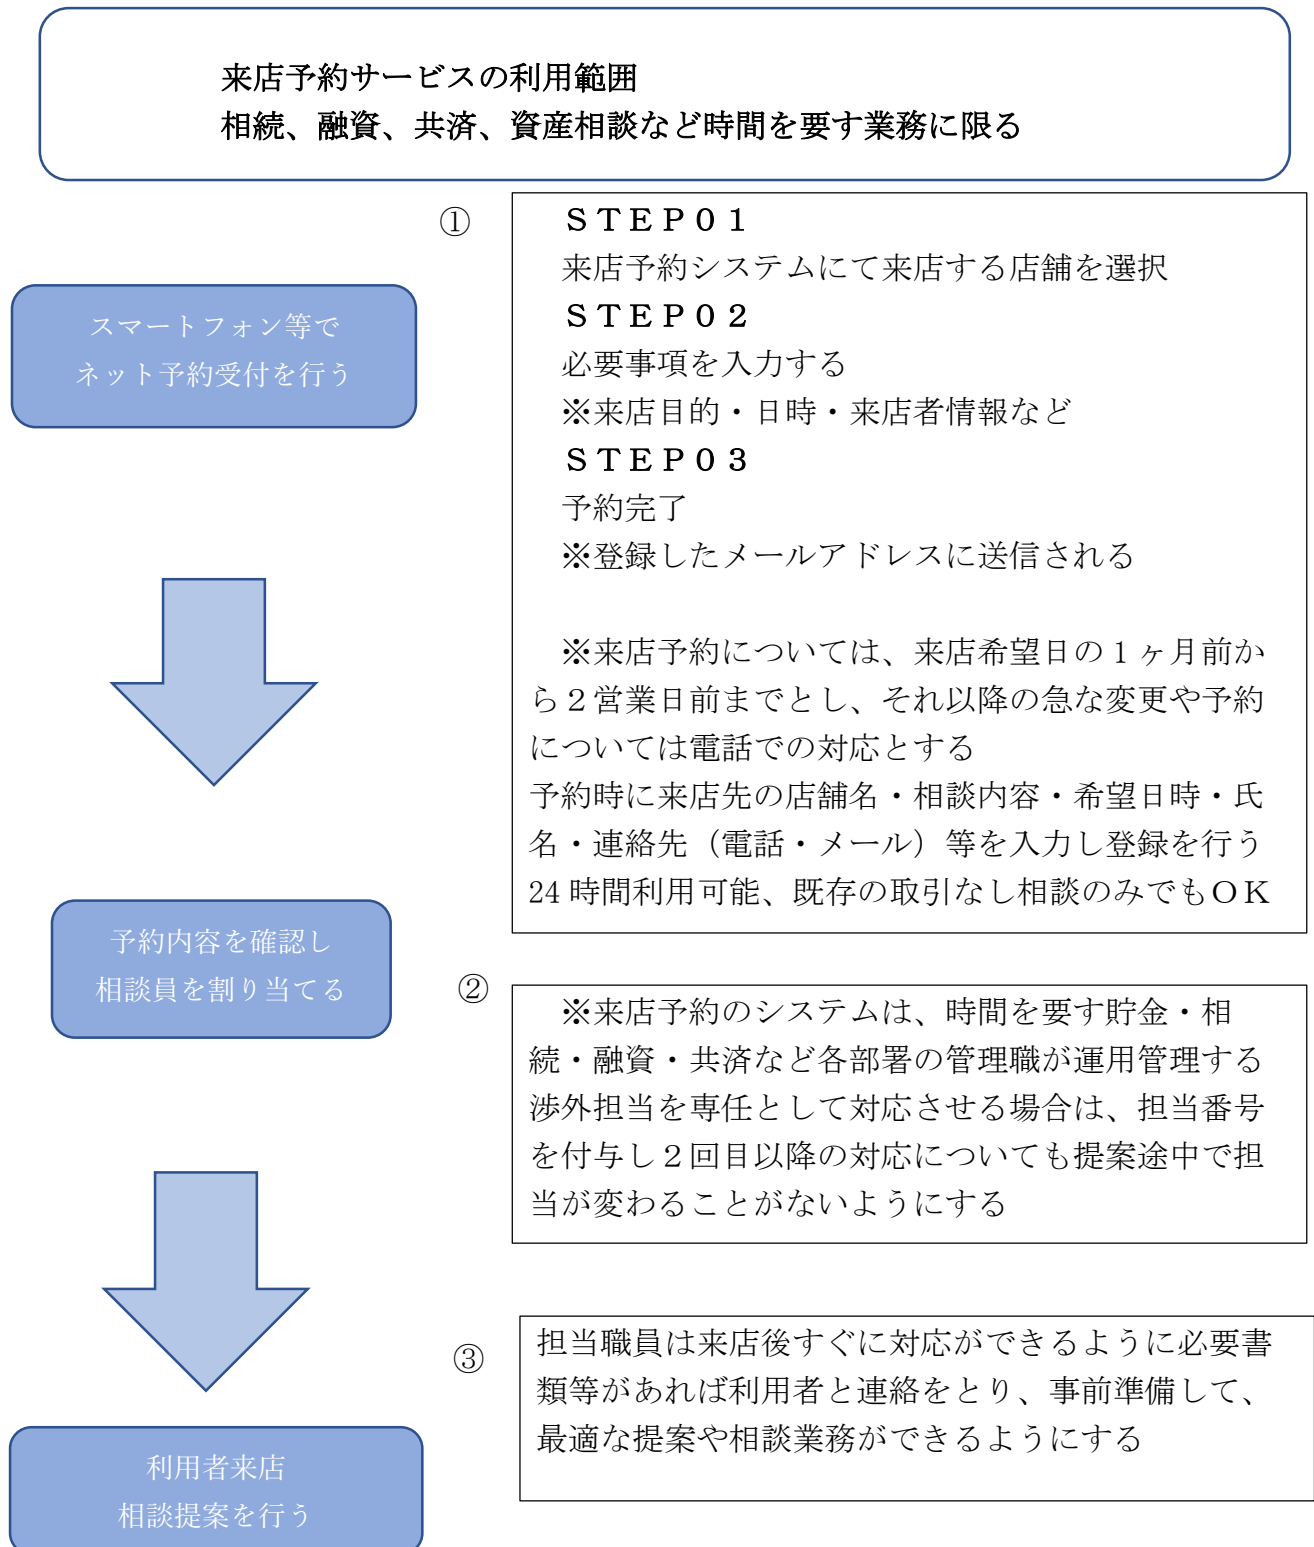 来店予約サービスの利用範囲
相続、融資、共済、資産相談など時間を要す業務に限る
①
スマートフォン等で
ネット予約受付を行う
ＳＴＥＰ０１
来店予約システムにて来店する店舗を選択
ＳＴＥＰ０２
必要事項を入力する
※来店目的・日時・来店者情報など
ＳＴＥＰ０３
予約完了
※登録したメールアドレスに送信される
※来店予約については、来店希望日の１ヶ月前か
ら２営業日前までとし、それ以降の急な変更や予約
については電話での対応とする
予約時に来店先の店舗名・相談内容・希望日時・氏
名・連絡先（電話・メール）等を入力し登録を行う
24 時間利用可能、既存の取引なし相談のみでもＯＫ
予約内容を確認し
相談員を割り当てる
②
※来店予約のシステムは、時間を要す貯金・相
続・融資・共済など各部署の管理職が運用管理する
渉外担当を専任として対応させる場合は、担当番号
を付与し２回目以降の対応についても提案途中で担
当が変わることがないようにする
③
担当職員は来店後すぐに対応ができるように必要書
類等があれば利用者と連絡をとり、事前準備して、
最適な提案や相談業務ができるようにする
利用者来店
相談提案を行う